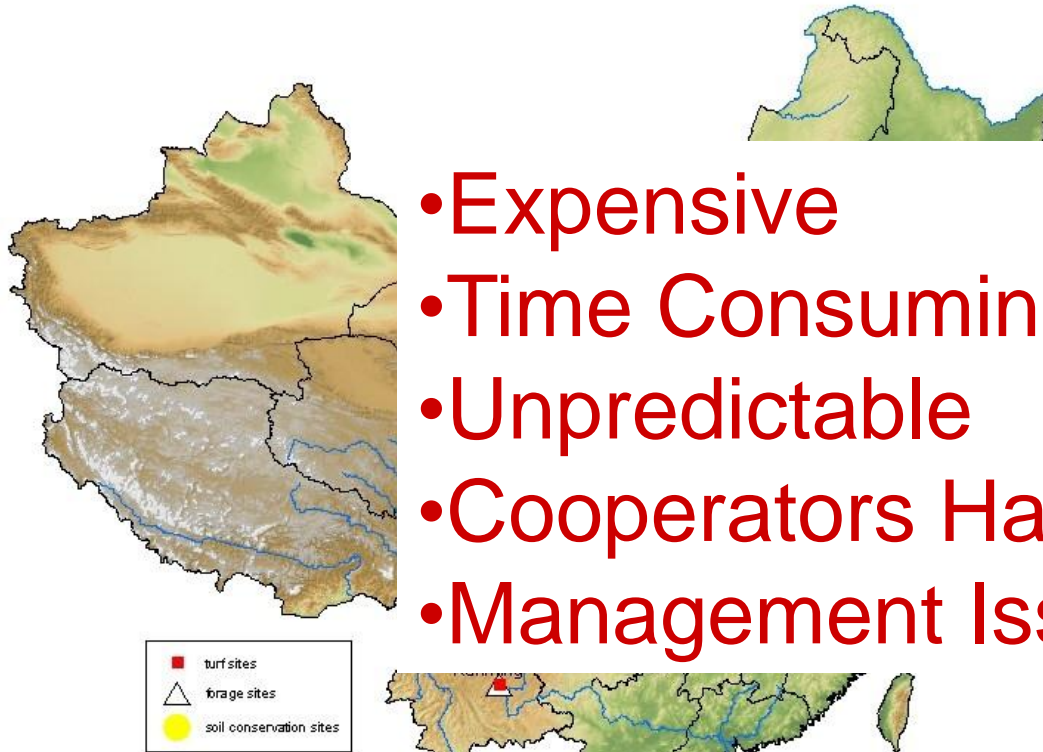 •Expensive
•Time Consumin
•Unpredictable
•Cooperators Ha
•Management Iss
turf sites
forage sites
soil conservation sites